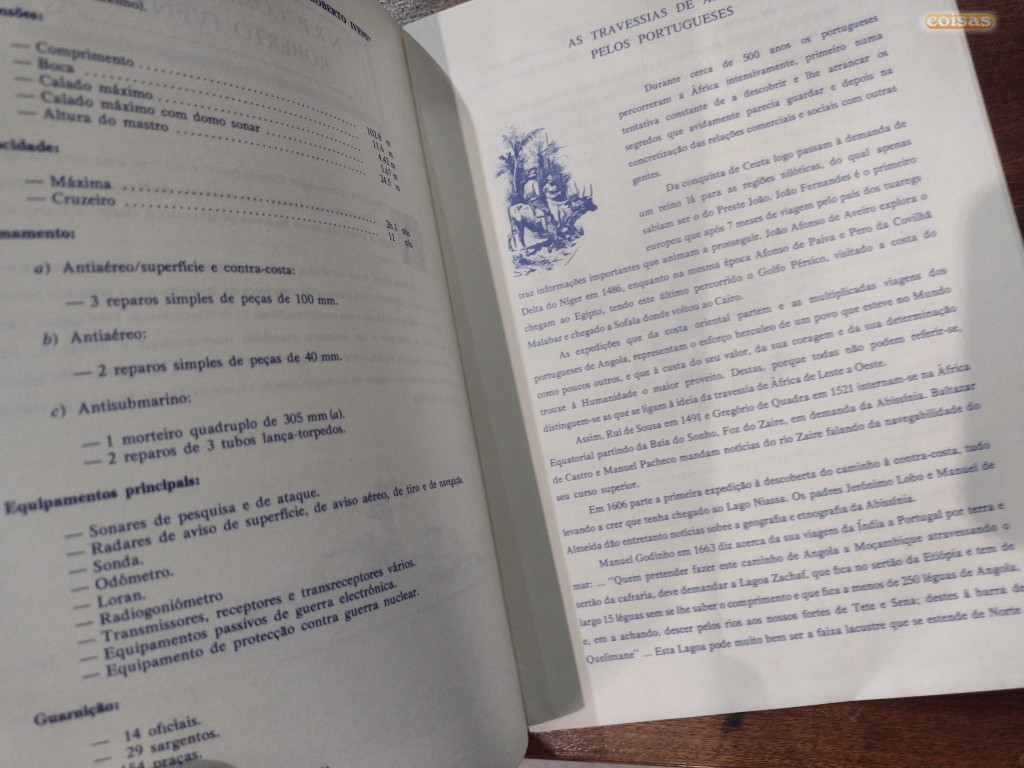 ROBERTO IVENS"
— Comprimento
— Boca
— Calado máximo
— Calado máximo com domo sonar
— Altura do mastro
102,6 m
4,42 m
5,67 m
24,5 m
— Máxima
— Cruzeiro
26,1 nós
11 nós
a) Antiaéreo/superfície e contra-costa:
— 3 reparos simples de peças de 100 mm.
b) Antiaéreo:
— 2 reparos simples de peças de 40 mm.
c) Antisubmarino:
— 1 morteiro quadruplo de 305 mm (a).
— 2 reparos de 3 tubos lança-torpedos.
Equipamentos principais:
— Sonares de pesquisa e de ataque.
— Radares de aviso de superfície, de aviso aéreo, de tiro e de
— Sonda.
— Odómetro.
— Loran.
— Radiogoniómetro
— Transmissores, receptores e transreceptores vários.
— Equipamentos passivos de guerra electrónica.
— Equipamento de protecção contra guerra nuclear.
Guarnição:
— 14 oficiais.
— 29 sargentos.
154 praças.
coisas
AS TRAVESSIAS DE
PELOS PORTUGUESES
Durante cerca de 500 anos os portugueses
percorreram a África intensivamente, primeiro numa
tentativa constante de a descobrir e lhe arrancar os
segredos que avidamente parecia guardar e depois na
concretização das relações comerciais e sociais com outras
gentes.
Da conquista de Ceuta logo passam à demanda de
um reino lá para as regiões nilóticas, do qual apenas
sabiam ser o do Preste João. João Fernandes é o primeiro
europeu que após 7 meses de viagem pelo país dos tuaregs
traz informações importantes que animam a prosseguir. João Afonso de Aveiro explora o
Delta do Niger em 1486, enquanto na mesma época Afonso de Paiva e Pero da Covilhã
chegam ao Egipto, tendo este último percorrido o Golfo Pérsico, visitado a costa do
Malabar e chegado a Sofala donde voltou ao Cairo.
As expedições que da costa oriental partem e as multiplicadas viagens dos
portugueses de Angola, representam o esforço herculeo de um povo que esteve no Mundo
como poucos outros, e que à custa do seu valor, da sua coragem e da sua determinação
trouxe à Humanidade o maior proveito. Destas, porque todas não podem referir-se,
distinguem-se as que se ligam à ideia da travessia de África de Leste a Oeste.
Assim, Rui de Sousa em 1491 e Gregório de Quadra em 1521 internam-se na África
Equatorial partindo da Baía do Sonho, Foz do Zaire, em demanda da Abissínia. Baltazar
de Castro e Manuel Pacheco mandam notícias do rio Zaire falando da navegabilidade do
seu curso superior.
Em 1606 parte a primeira expedição à descoberta do caminho à contra-costa, tudo
levando a crer que tenha chegado ao Lago Niassa. Os padres Jerónimo Lobo e Manuel de
Almeida dão entretanto notícias sobre a geografia e etnografia da Abissínia.
Manuel Godinho em 1663 diz acerca da sua viagem da Índia a Portugal por terra e
mar: — "Quem pretender fazer este caminho de Angola a Moçambique atravessando o
sertão da cafraria, deve demandar a Lagoa Zachaf, que fica no sertão da Etiópia e tem de
largo 15 léguas sem se lhe saber o comprimento e que fica a menos de 250 léguas de Angola,
e, em a achando, descer pelos rios aos nossos fortes de Tete e Sena; destes à barra de
Quelimane" — Esta Lagoa pode muito bem ser a faixa lacustre que se estende de Norte